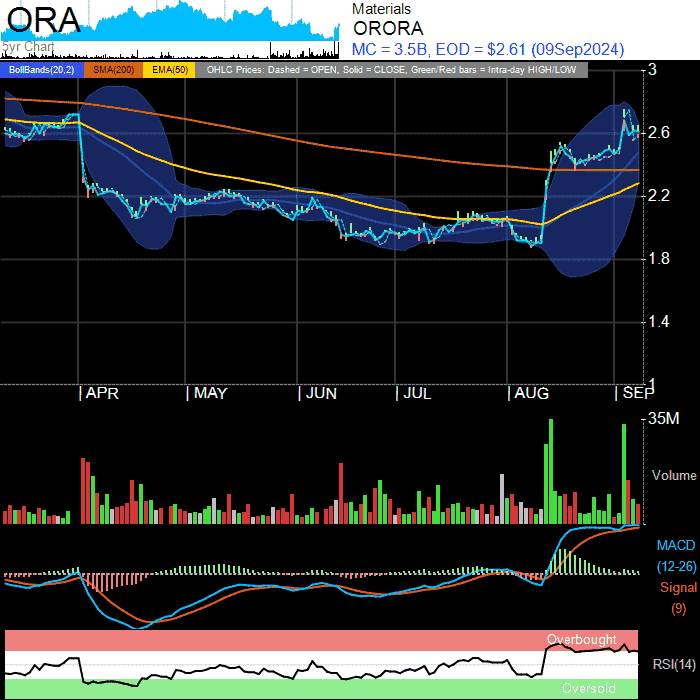 ORA
5yr Chart
Materials
ORORA
MC = 3.5B, EOD = $2.61 (09Sep2024)
BollBands(20,2) SMA(200) EMA(50) OHLC Prices: Dashed = OPEN, Solid = CLOSE, Green/Red bars = Intra-day HIGH/LOW
3
2.6
2.2
1.8
1.4
1
APR MAY JUN JUL AUG SEP
35M
Volume
MACD
(12-26)
Signal
(9)
Overbought
RSI(14)
Oversold